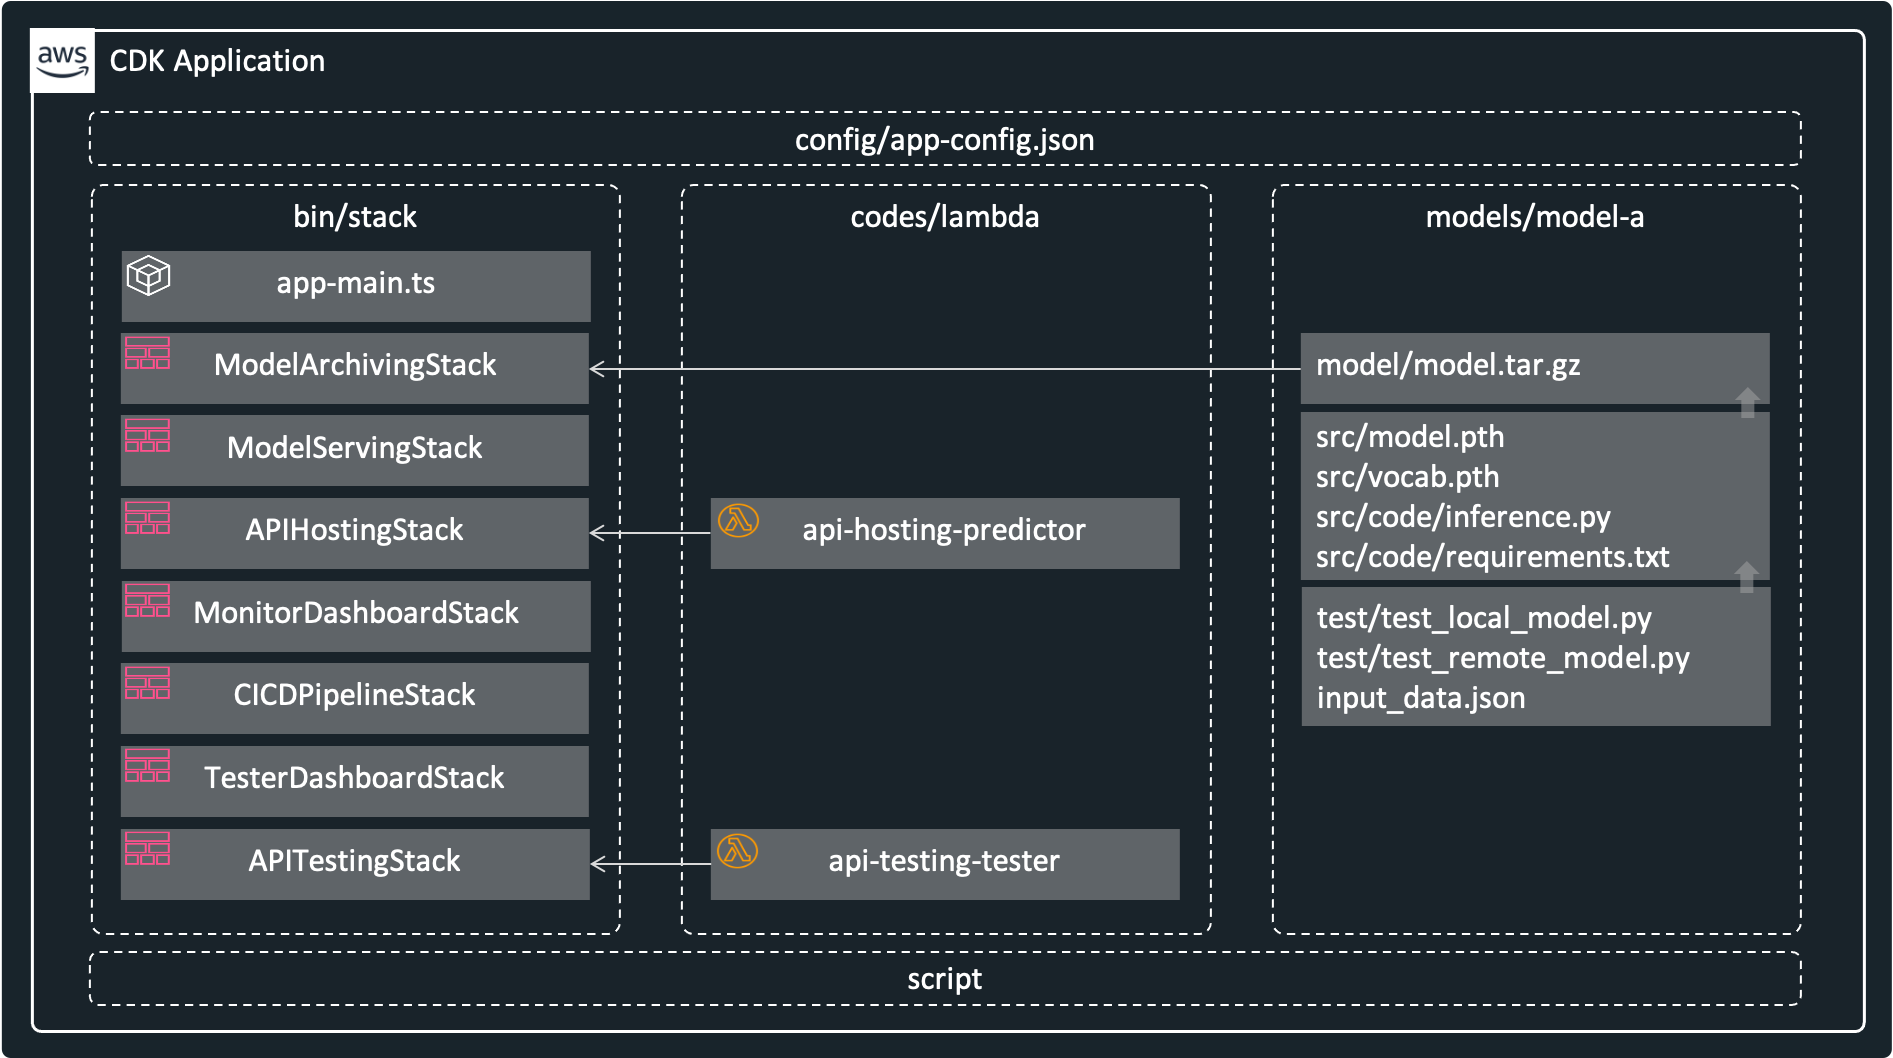 aws
CDK Application
config/app-config.json
bin/stack
app-main.ts
ModelArchivingStack
ModelServingStack
APIHostingStack
MonitorDashboardStack
CICDPipelineStack
TesterDashboardStack
APITestingStack
codes/lambda
api-hosting-predictor
api-testing-tester
models/model-a
model/model.tar.gz
src/model.pth
src/vocab.pth
src/code/inference.py
src/code/requirements.txt
test/test_local_model.py
test/test_remote_model.py
input_data.json
script